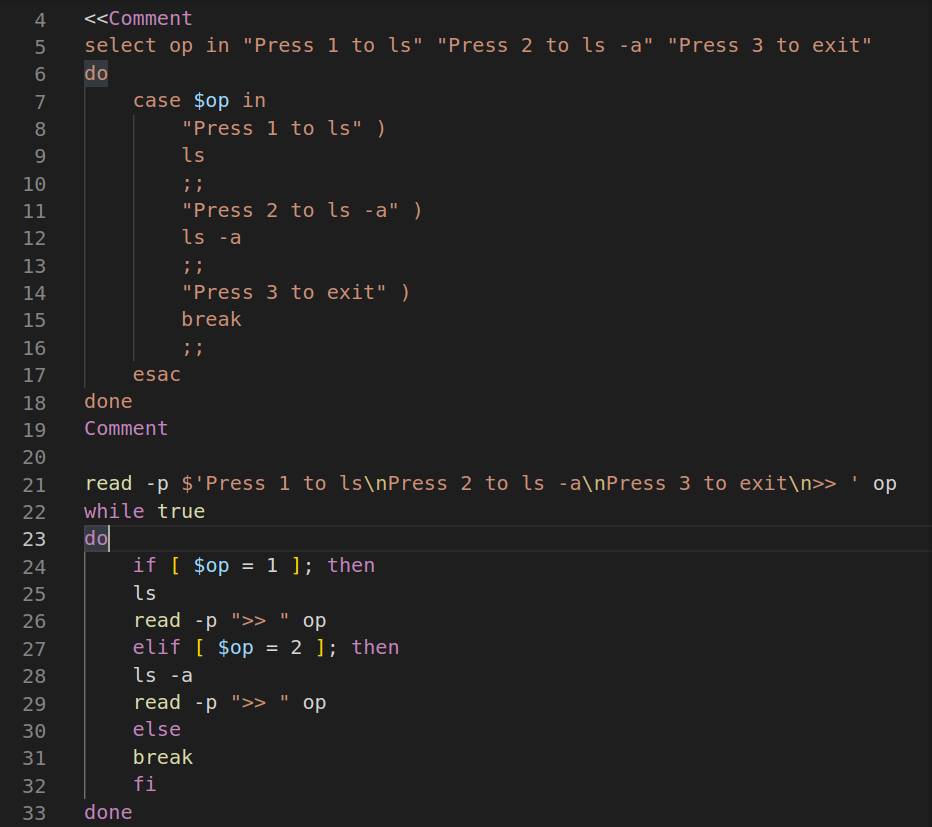 4 <<Comment
5 select op in "Press 1 to ls" "Press 2 to ls -a" "Press 3 to exit"
6 do
7     case $op in
8         "Press 1 to ls" )
9         ls
10         ;;
11         "Press 2 to ls -a" )
12         ls -a
13         ;;
14         "Press 3 to exit" )
15         break
16         ;;
17     esac
18 done
19 Comment
20
21 read -p $'Press 1 to ls\nPress 2 to ls -a\nPress 3 to exit\n>> ' op
22 while true
23 do
24     if [ $op = 1 ]; then
25     ls
26     read -p ">> " op
27     elif [ $op = 2 ]; then
28     ls -a
29     read -p ">> " op
30     else
31     break
32     fi
33 done